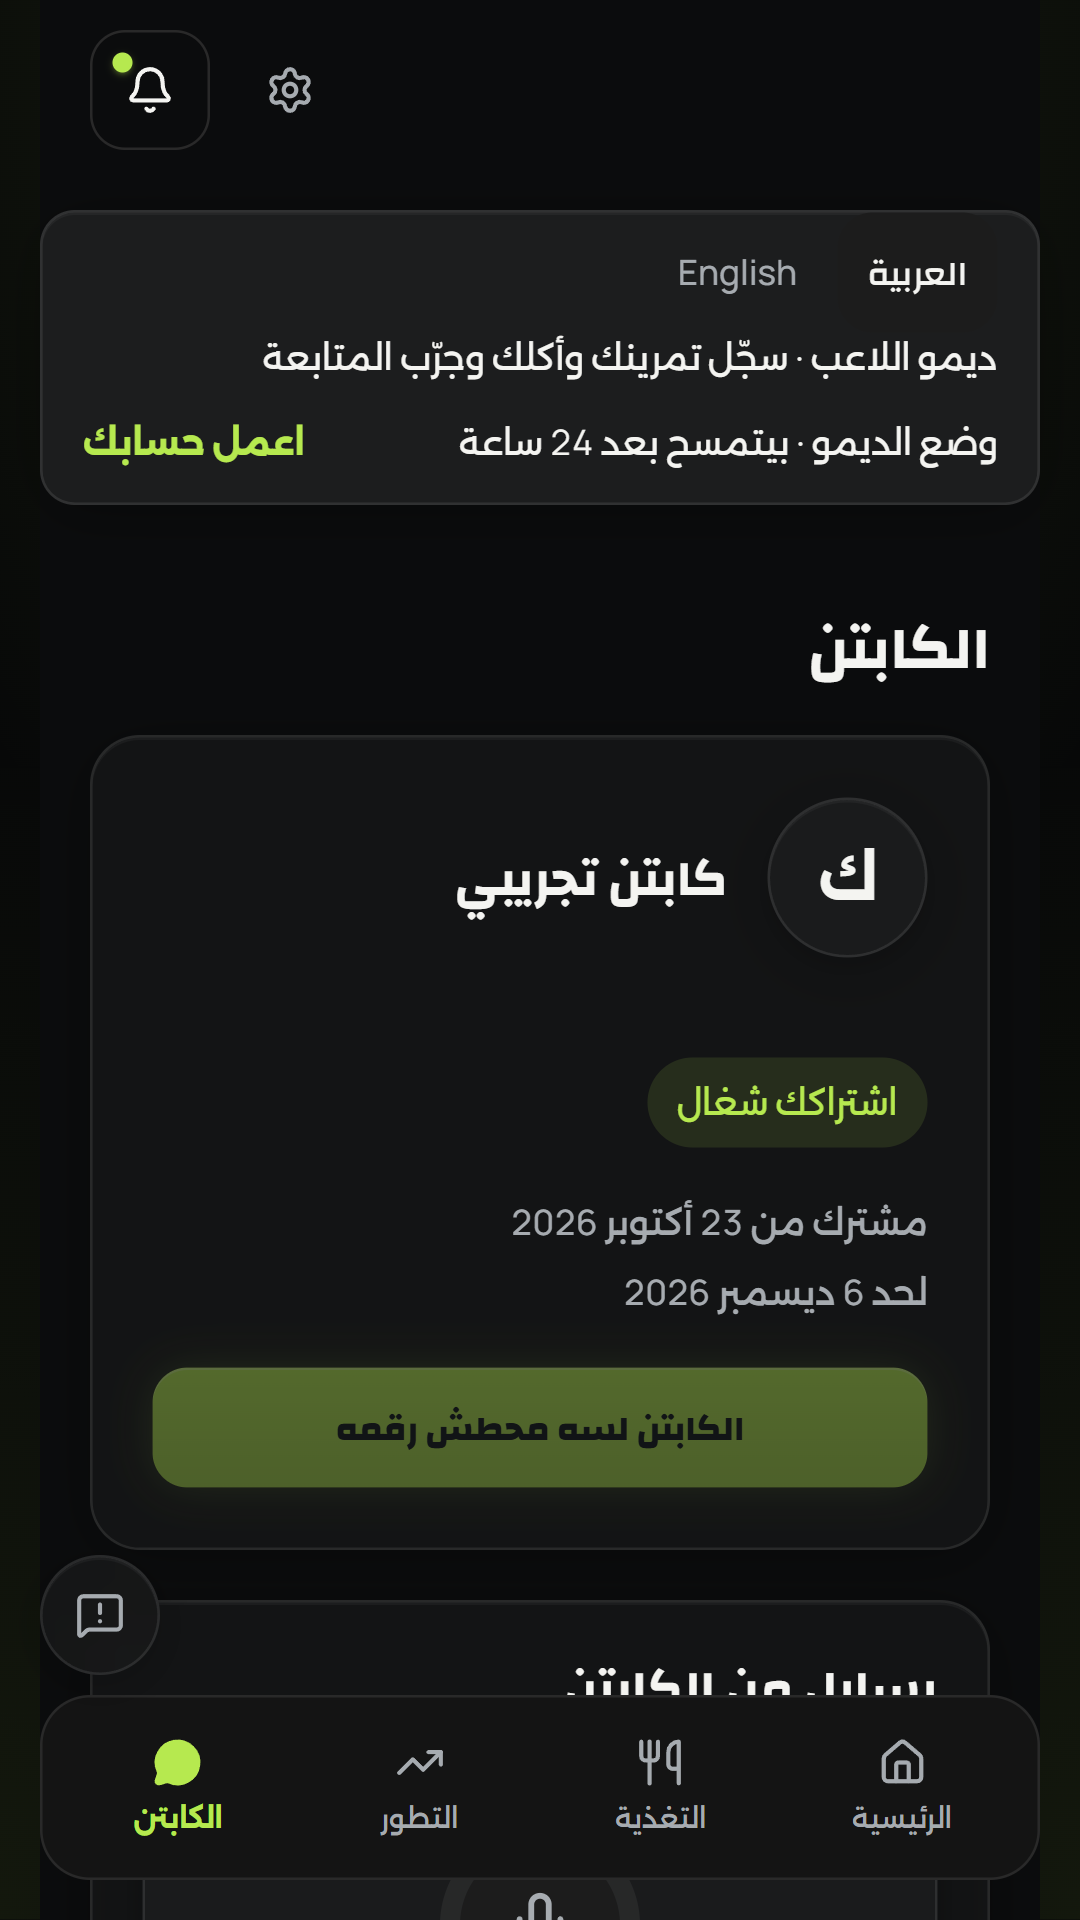 العربية
English
ديمو اللاعب · سجّل تمرينك وأكلك وجرّب المتابعة
وضع الديمو · بيتمسح بعد 24 ساعة
اعمل حسابك
الكابتن
ك
كابتن تجريبي
اشتراكك شغال
مشترك من 23 أكتوبر 2026
لحد 6 ديسمبر 2026
الكابتن لسه محطش رقمه
من الكابتن
الرئيسية
التغذية
التطور
الكابتن